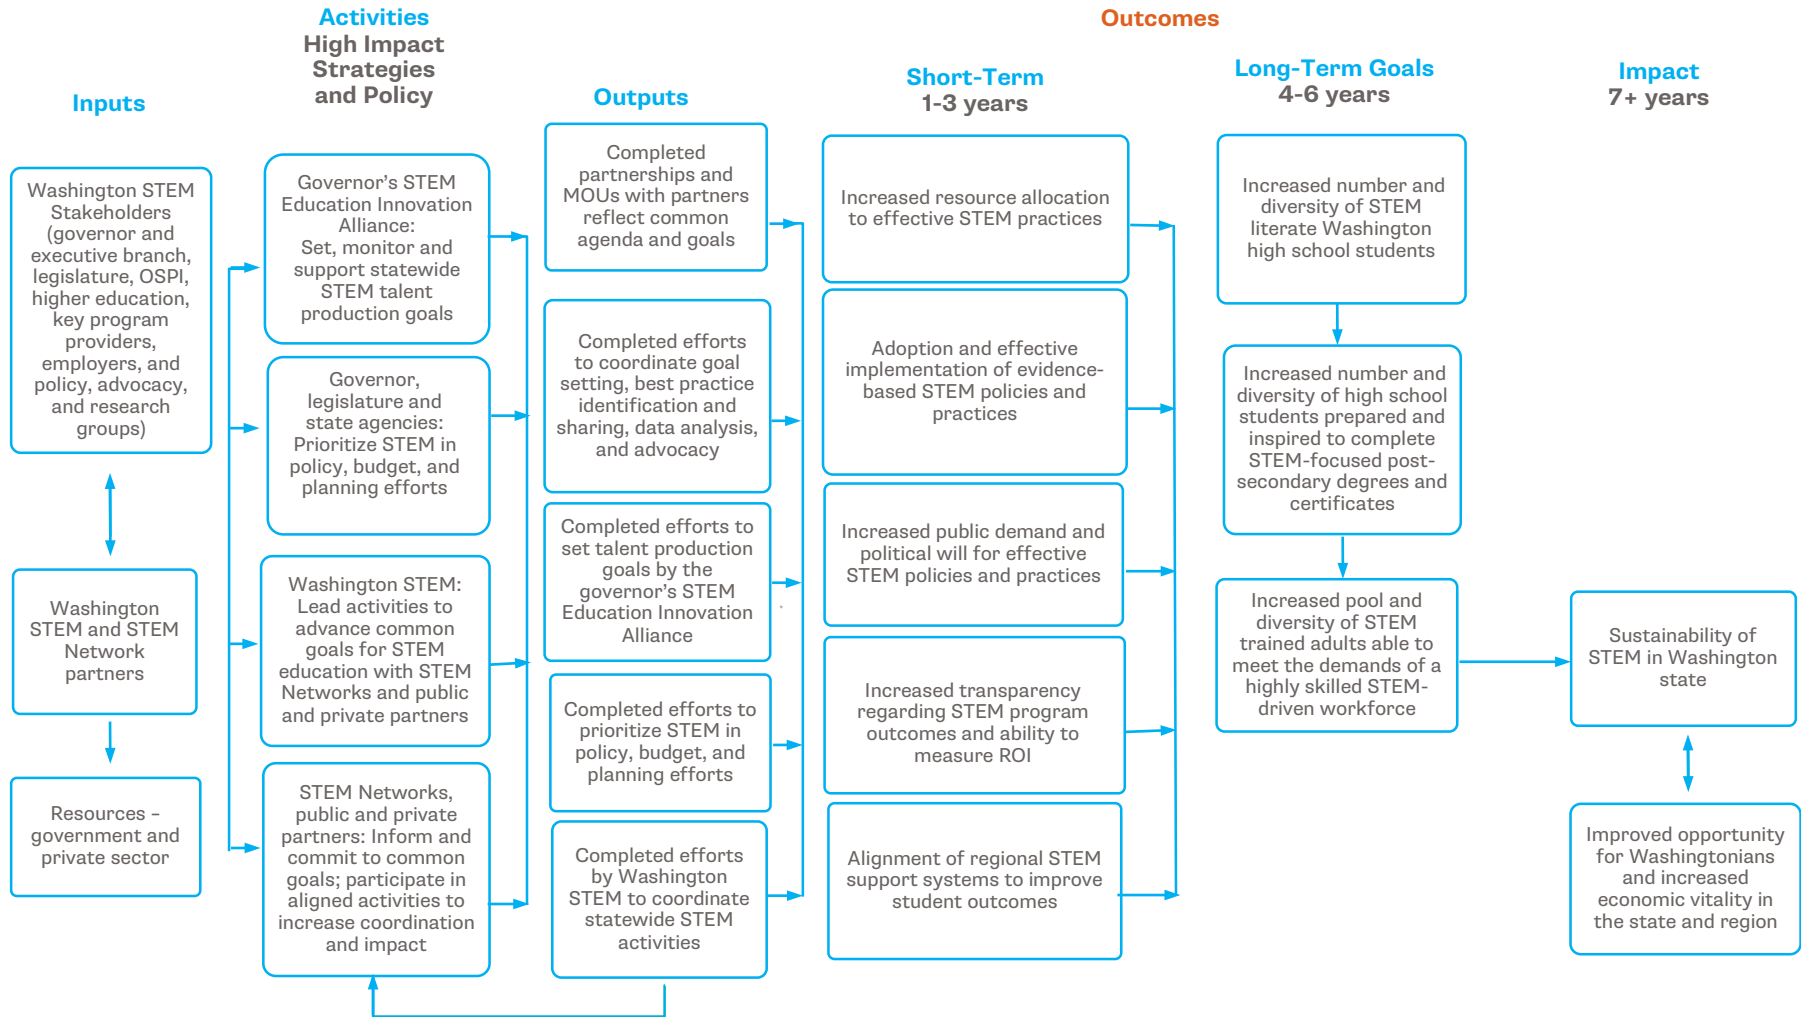 Activities
High Impact
Strategies
and Policy
Outcomes
Inputs
Outputs
Short-Term
1-3 years
Long-Term Goals
4-6 years
Impact
7+ years
Washington STEM
Stakeholders
(governor and
executive branch,
legislature, OSPI,
higher education,
key program
providers,
employers, and
policy, advocacy,
and research
groups)
Washington
STEM and STEM
Network
partners
Resources –
government and
private sector
Governor’s STEM
Education Innovation
Alliance:
Set, monitor and
support statewide
STEM talent
production goals
Governor,
legislature and
state agencies:
Prioritize STEM in
policy, budget, and
planning efforts
Washington STEM:
Lead activities to
advance common
goals for STEM
education with STEM
Networks and public
and private partners
STEM Networks,
public and private
partners: Inform and
commit to common
goals; participate in
aligned activities to
increase coordination
and impact
Completed
partnerships and
MOUs with partners
reflect common
agenda and goals
Completed efforts
to coordinate goal
setting, best practice
identification and
sharing, data analysis,
and advocacy
Completed efforts to
set talent production
goals by the
governor’s STEM
Education Innovation
Alliance
Completed efforts to
prioritize STEM in
policy, budget, and
planning efforts
Completed efforts
by Washington
STEM to coordinate
statewide STEM
activities
Increased resource allocation
to effective STEM practices
Adoption and effective
implementation of evidence-
based STEM policies and
practices
Increased public demand and
political will for effective
STEM policies and practices
Increased transparency
regarding STEM program
outcomes and ability to
measure ROI
Alignment of regional STEM
support systems to improve
student outcomes
Increased number and
diversity of STEM
literate Washington
high school students
Increased number and
diversity of high school
students prepared and
inspired to complete
STEM-focused post-
secondary degrees and
certificates
Increased pool and
diversity of STEM
trained adults able to
meet the demands of a
highly skilled STEM-
driven workforce
Sustainability of
STEM in Washington
state
Improved opportunity
for Washingtonians
and increased
economic vitality in
the state and region